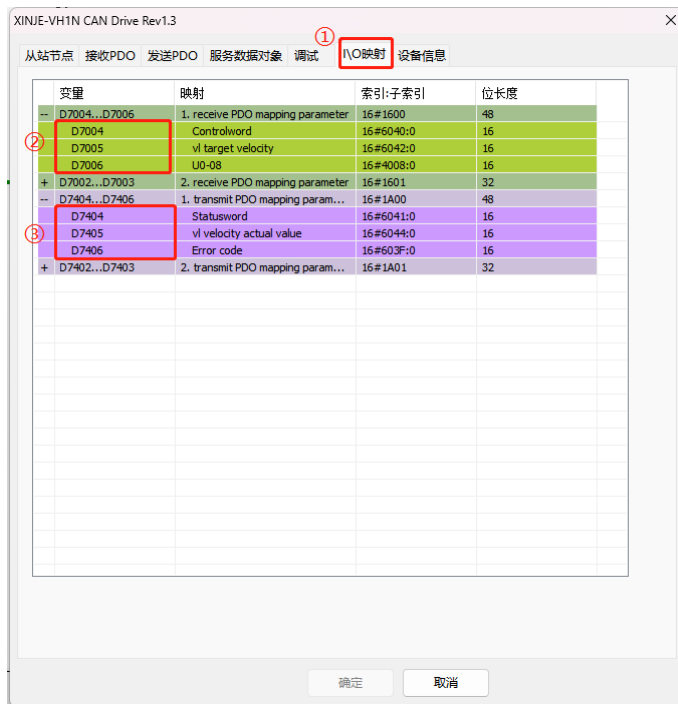 XINJE-VH1N CAN Drive Rev1.3
①
从站节点 接收PDO 发送PDO 服务数据对象 调试 I\O映射 设备信息
变量 映射 索引:子索引 位长度
-- D7004...D7006 1. receive PDO mapping parameter 16#1600 48
D7004 Controlword 16#6040:0 16
② D7005 vl target velocity 16#6042:0 16
D7006 U0-08 16#4008:0 16
+ D7002...D7003 2. receive PDO mapping parameter 16#1601 32
-- D7404...D7406 1. transmit PDO mapping param... 16#1A00 48
D7404 Statusword 16#6041:0 16
③ D7405 vl velocity actual value 16#6044:0 16
D7406 Error code 16#603F:0 16
+ D7402...D7403 2. transmit PDO mapping param... 16#1A01 32
确定 取消